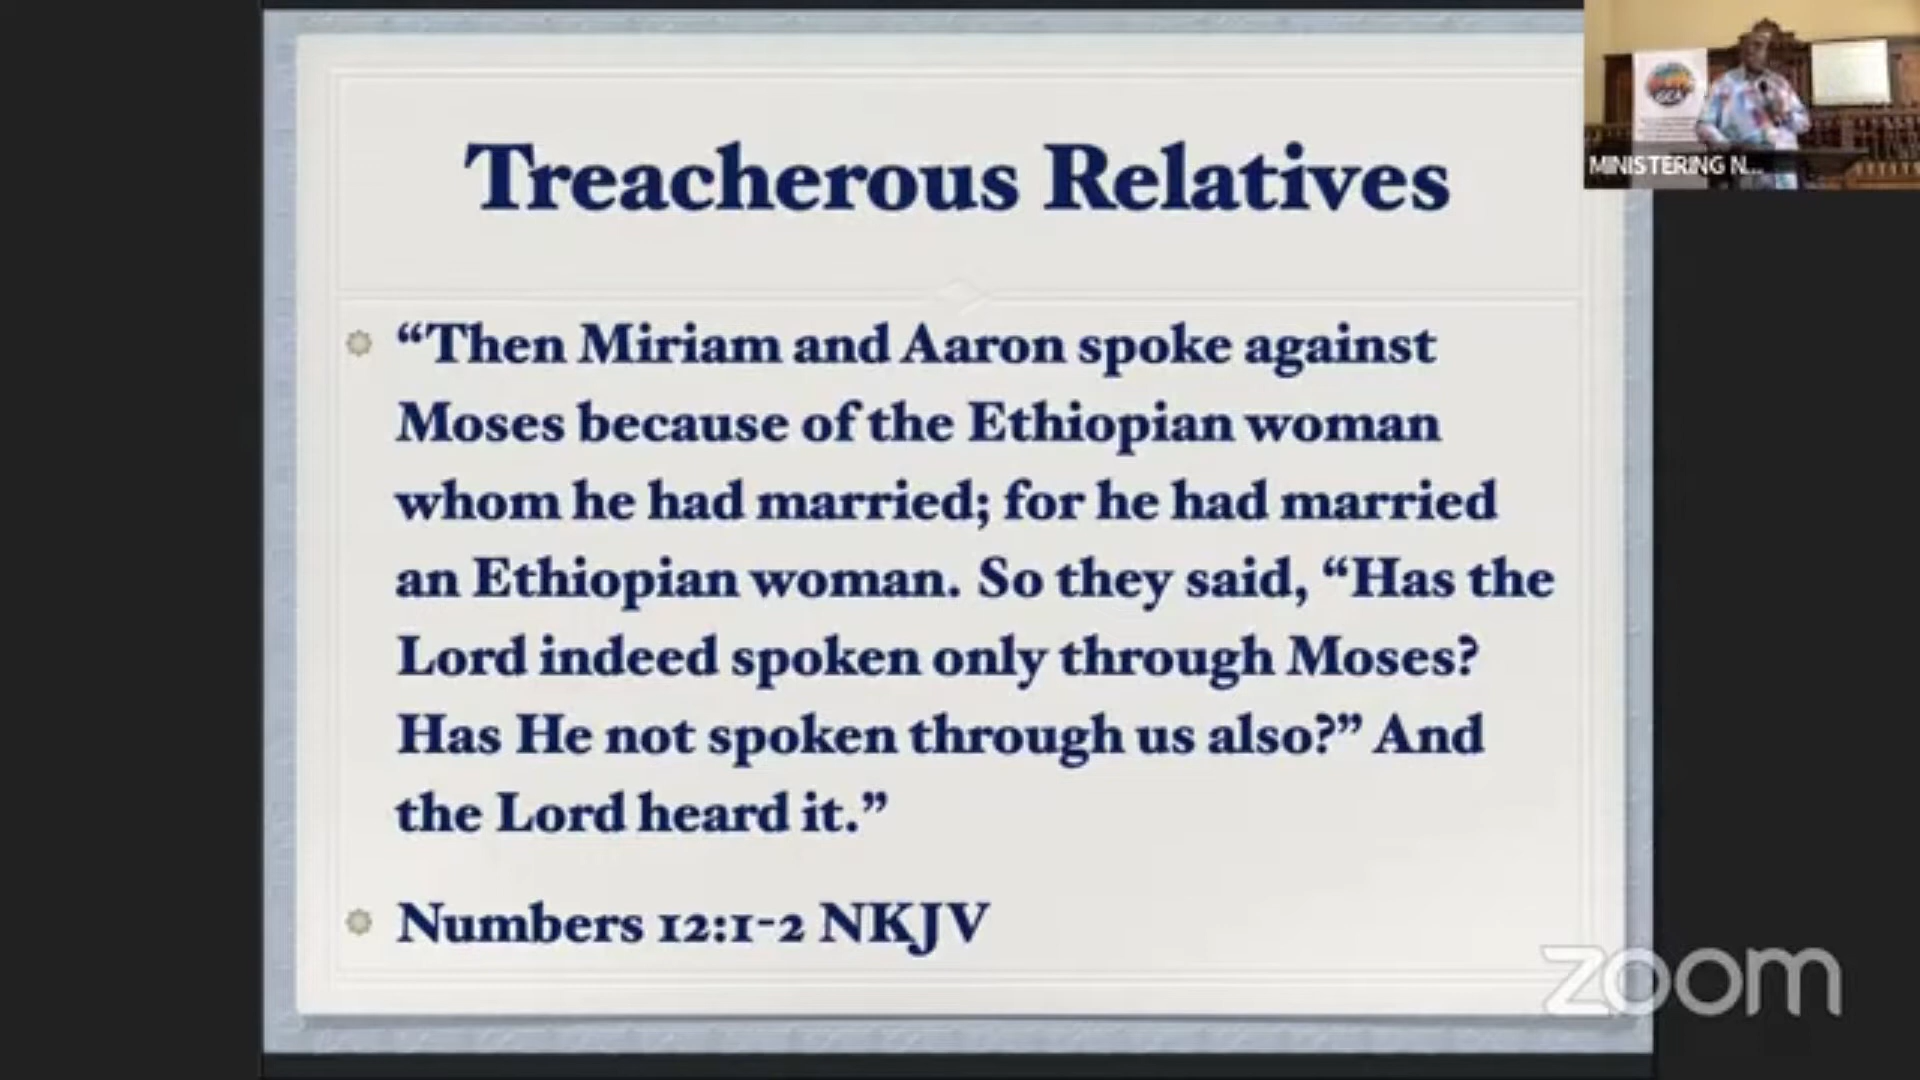 Treacherous Relatives
“Then Miriam and Aaron spoke against
Moses because of the Ethiopian woman
whom he had married; for he had married
an Ethiopian woman. So they said, “Has the
Lord indeed spoken only through Moses?
Has He not spoken through us also?” And
the Lord heard it.”
Numbers 12:1-2 NKJV
MINISTERING N...
zoom